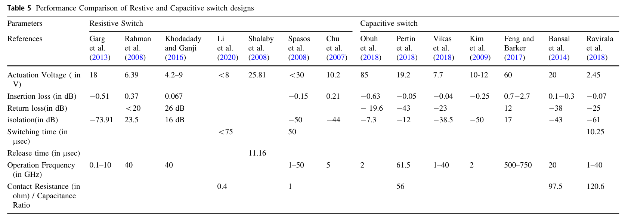 Table 5 Performance Comparison of Restive and Capacitive switch designs
Parameters Resistive Switch Capacitive switch
References Garg et al. (2013) Rahman et al. (2008) Khodadady and Ganji (2016) Li et al. (2020) Shalaby et al. (2008) Spasos et al. (2008) Chu et al. (2007) Obuh et al. (2018) Pertin et al. (2018) Vikas et al. (2018) Kim et al. (2009) Feng and Barker (2017) Bansal et al. (2014) Ravirala et al. (2018)
Actuation Voltage ( in V) 18 6.39 4.2–9 <8 25.81 <30 10.2 85 19.2 7.7 10-12 60 20 2.45
Insertion loss (in dB) −0.51 0.37 0.067 −0.15 0.21 −0.63 −0.05 −0.04 −0.25 0.7−2.7 0.1−0.3 −0.07
Return loss(in dB) <20 26 dB − 19.6 −43 −23 12 −38 −25
isolation(in dB) −73.91 23.5 16 dB −50 −44 −7.3 −12 −38.5 −50 17 −43 −61
Switching time (in μsec) <75 50 10.25
Release time (in μsec) 11.16
Operation Frequency (in GHz) 0.1–10 40 40 1–50 5 2 61.5 1–40 2 500–750 20 1–40
Contact Resistance (in ohm) / Capacitance Ratio 0.4 1 56 97.5 120.6